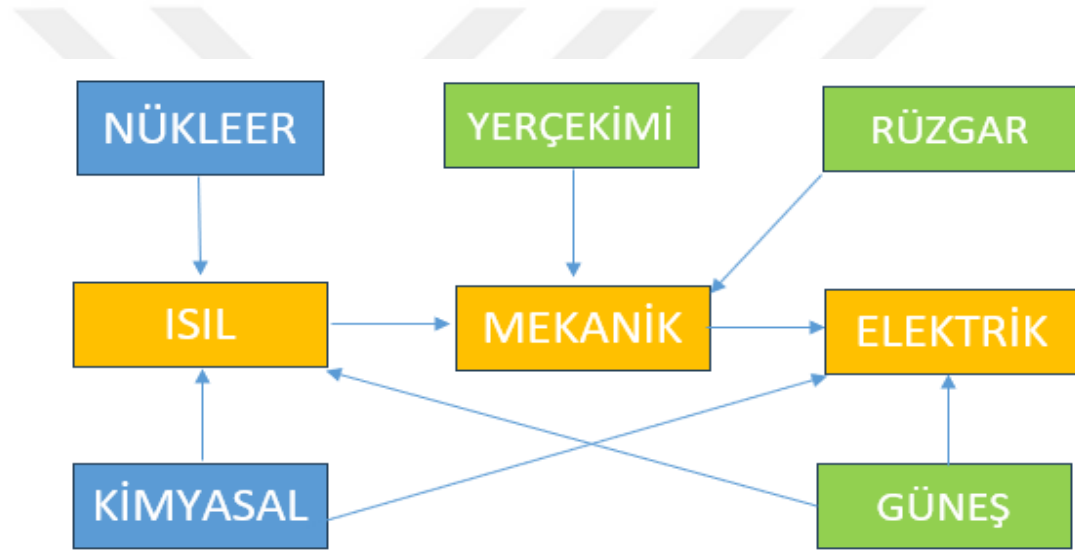 NÜKLEER
YERÇEKİMİ
RÜZGAR
ISIL
MEKANİK
ELEKTRİK
KİMYASAL
GÜNEŞ